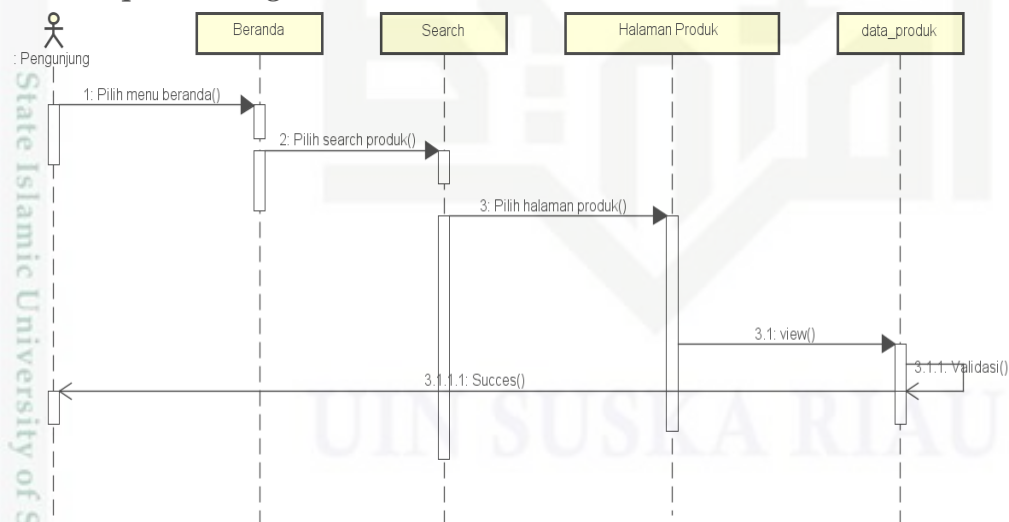 : Pengunjung
Beranda
Search
Halaman Produk
data_produk
1: Pilih menu beranda()
2: Pilih search produk()
3: Pilih halaman produk()
3.1: view()
3.1.1: Validasi()
3.1.1.1: Succes()
State Islamic University of S
UIN SUSKA RIAU